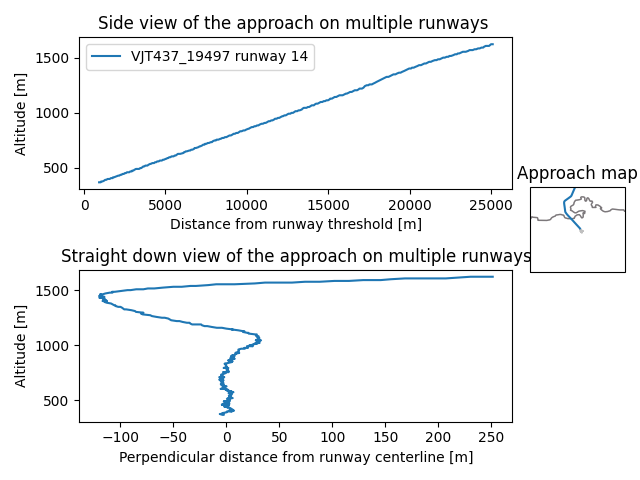 Side view of the approach on multiple runways
VJT437_19497 runway 14
Altitude [m]
1500
1000
500
0
5000
10000
15000
20000
25000
Distance from runway threshold [m]
Approach map
Straight down view of the approach on multiple runways
Altitude [m]
1500
1000
500
−100
−50
0
50
100
150
200
250
Perpendicular distance from runway centerline [m]